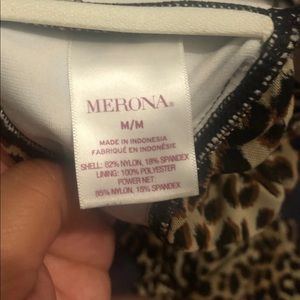 MERONA®
M/M
MADE IN INDONESIA
FABRIQUÉ EN INDONÉSIE
SHELL: 82% NYLON, 18% SPANDEX
LINING: 100% POLYESTER
POWER NET:
85% NYLON, 15% SPANDEX